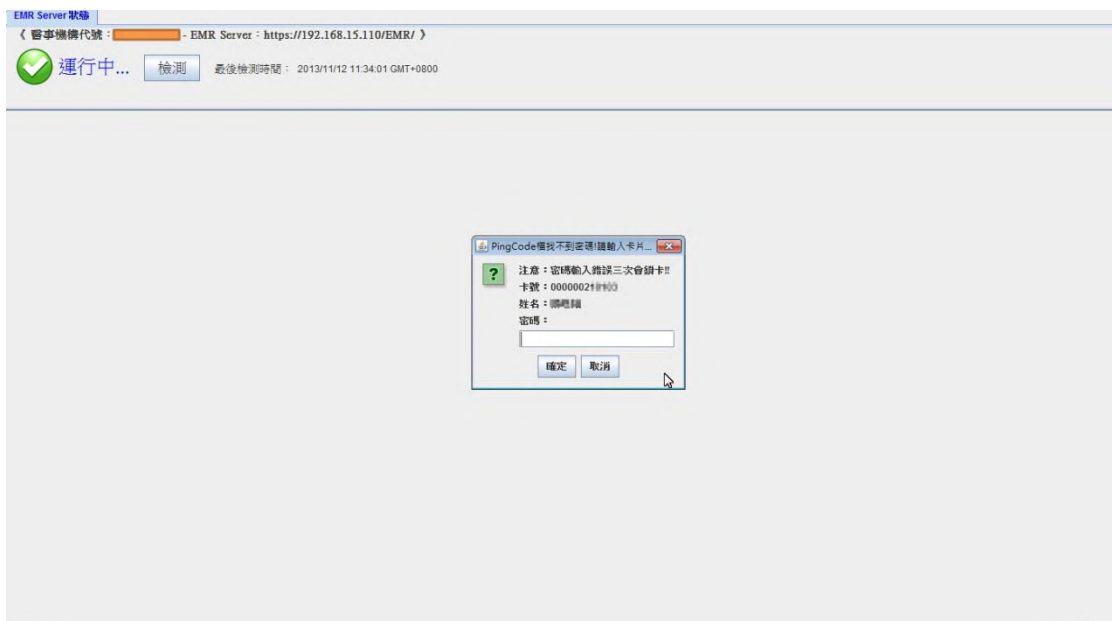 EMR Server 狀態
《 醫事機構代號： - EMR Server：https://192.168.15.110/EMR/ 》
運行中... 檢測 最後檢測時間： 2013/11/12 11:34:01 GMT+0800
PingCode檔找不到密碼!請輸入卡片...
注意：密碼輸入錯誤三次會鎖卡!!
卡號：00000021
姓名：
密碼：
確定 取消